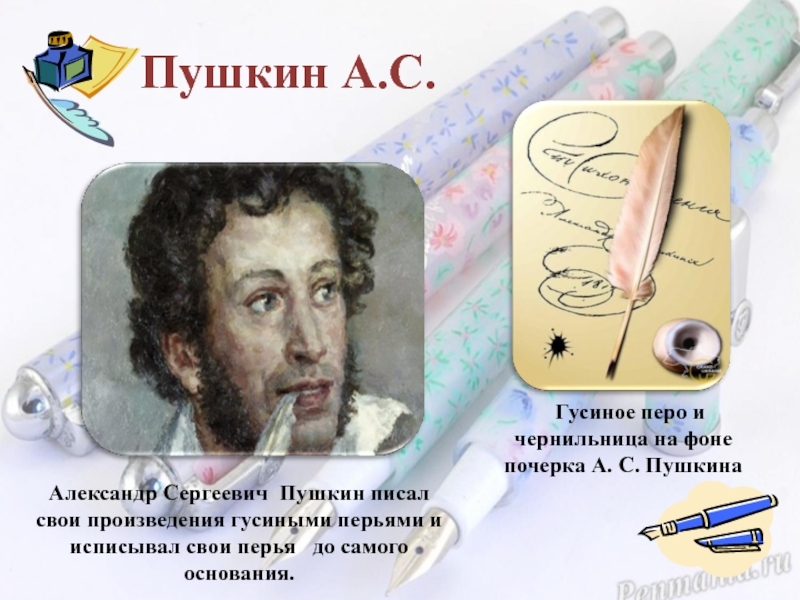 Пушкин А.С.
Гусиное перо и
чернильница на фоне
почерка А. С. Пушкина
Александр Сергеевич Пушкин писал
свои произведения гусиными перьями и
исписывал свои перья до самого
основания.